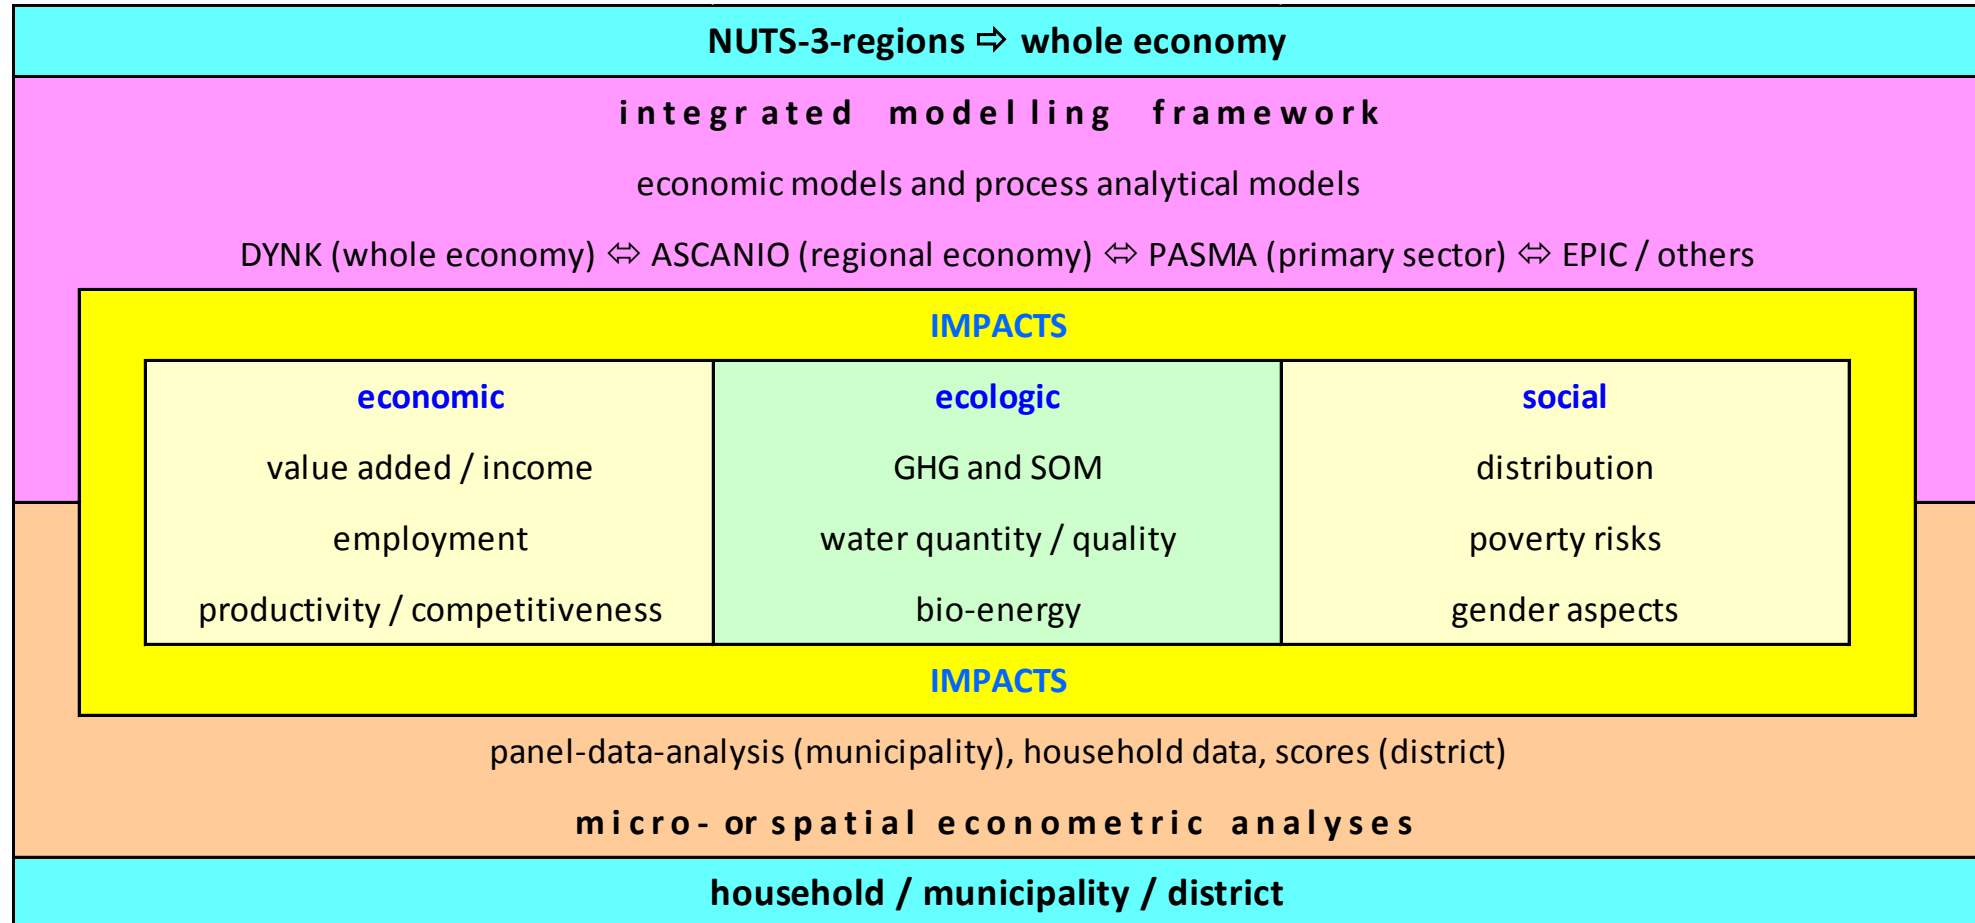 NUTS-3-regions ⇨ whole economy
integrated modelling framework
economic models and process analytical models
DYNK (whole economy) ⇔ ASCANIO (regional economy) ⇔ PASMA (primary sector) ⇔ EPIC / others
IMPACTS
economic ecologic social
value added / income GHG and SOM distribution
employment water quantity / quality poverty risks
productivity / competitiveness bio-energy gender aspects
IMPACTS
panel-data-analysis (municipality), household data, scores (district)
micro- or spatial econometric analyses
household / municipality / district